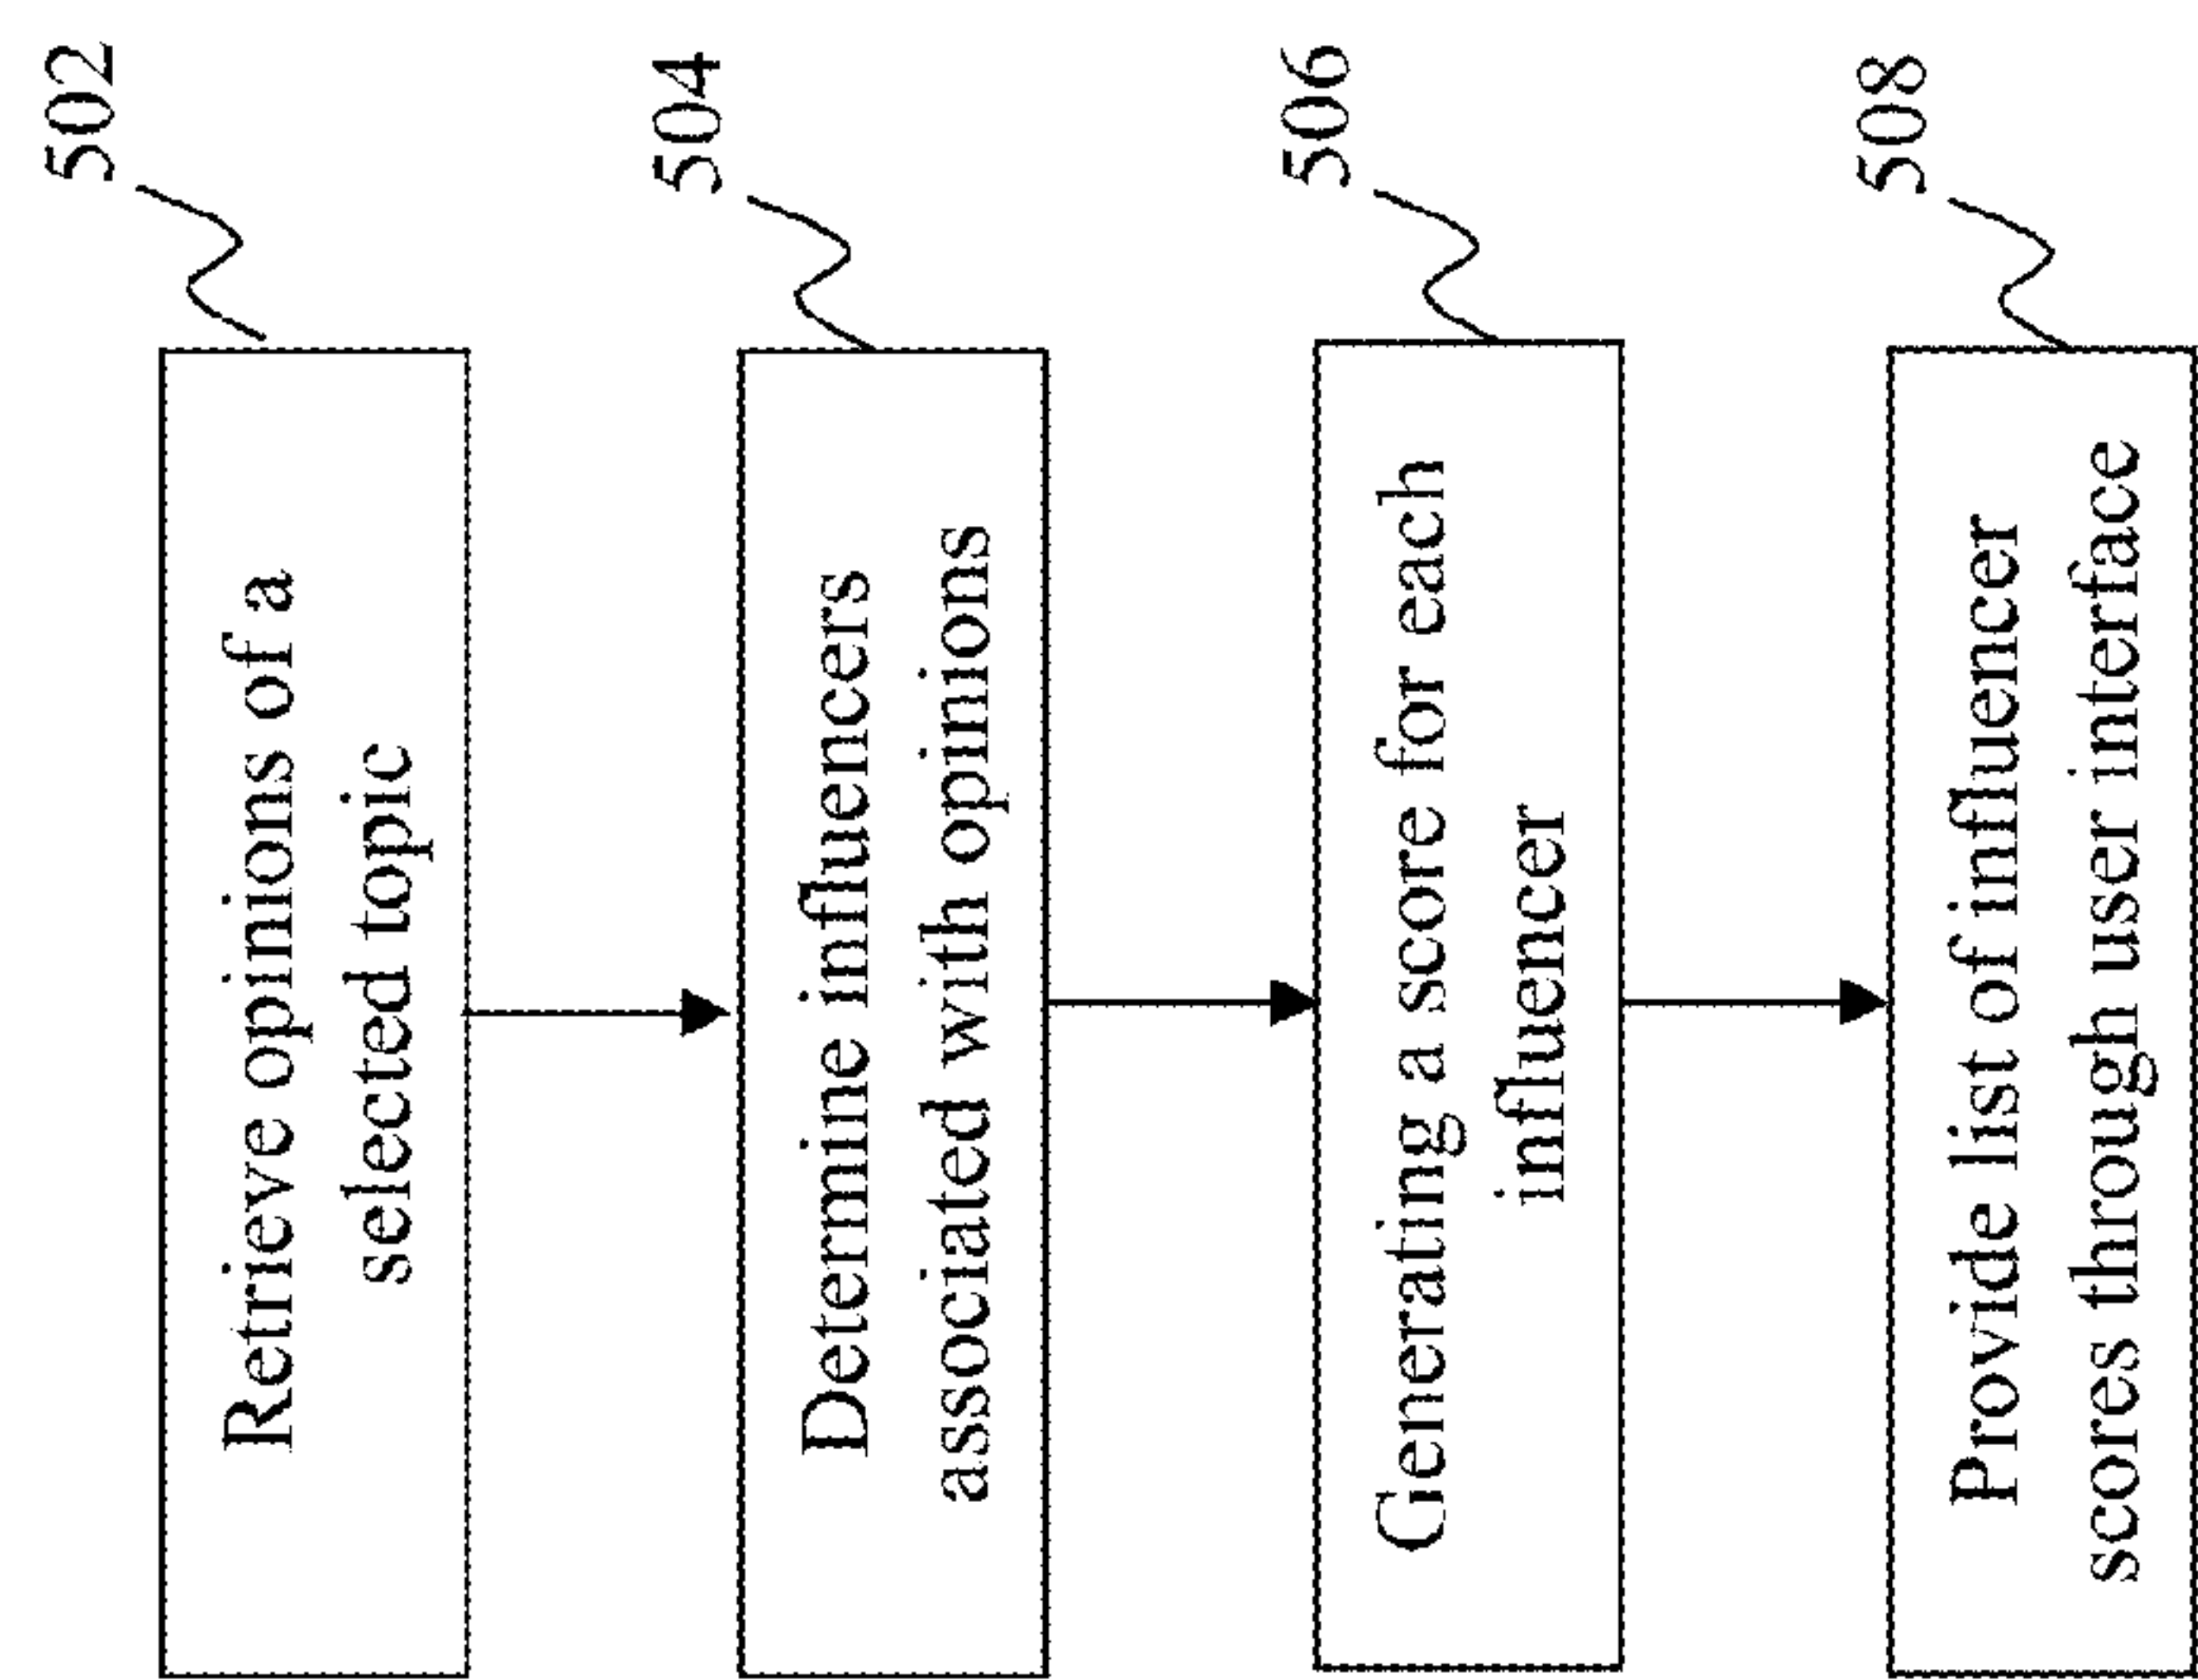 502
Retrieve opinions of a
selected topic
504
Determine influencers
associated with opinions
506
Generating a score for each
influencer
508
Provide list of influencer
scores through user interface